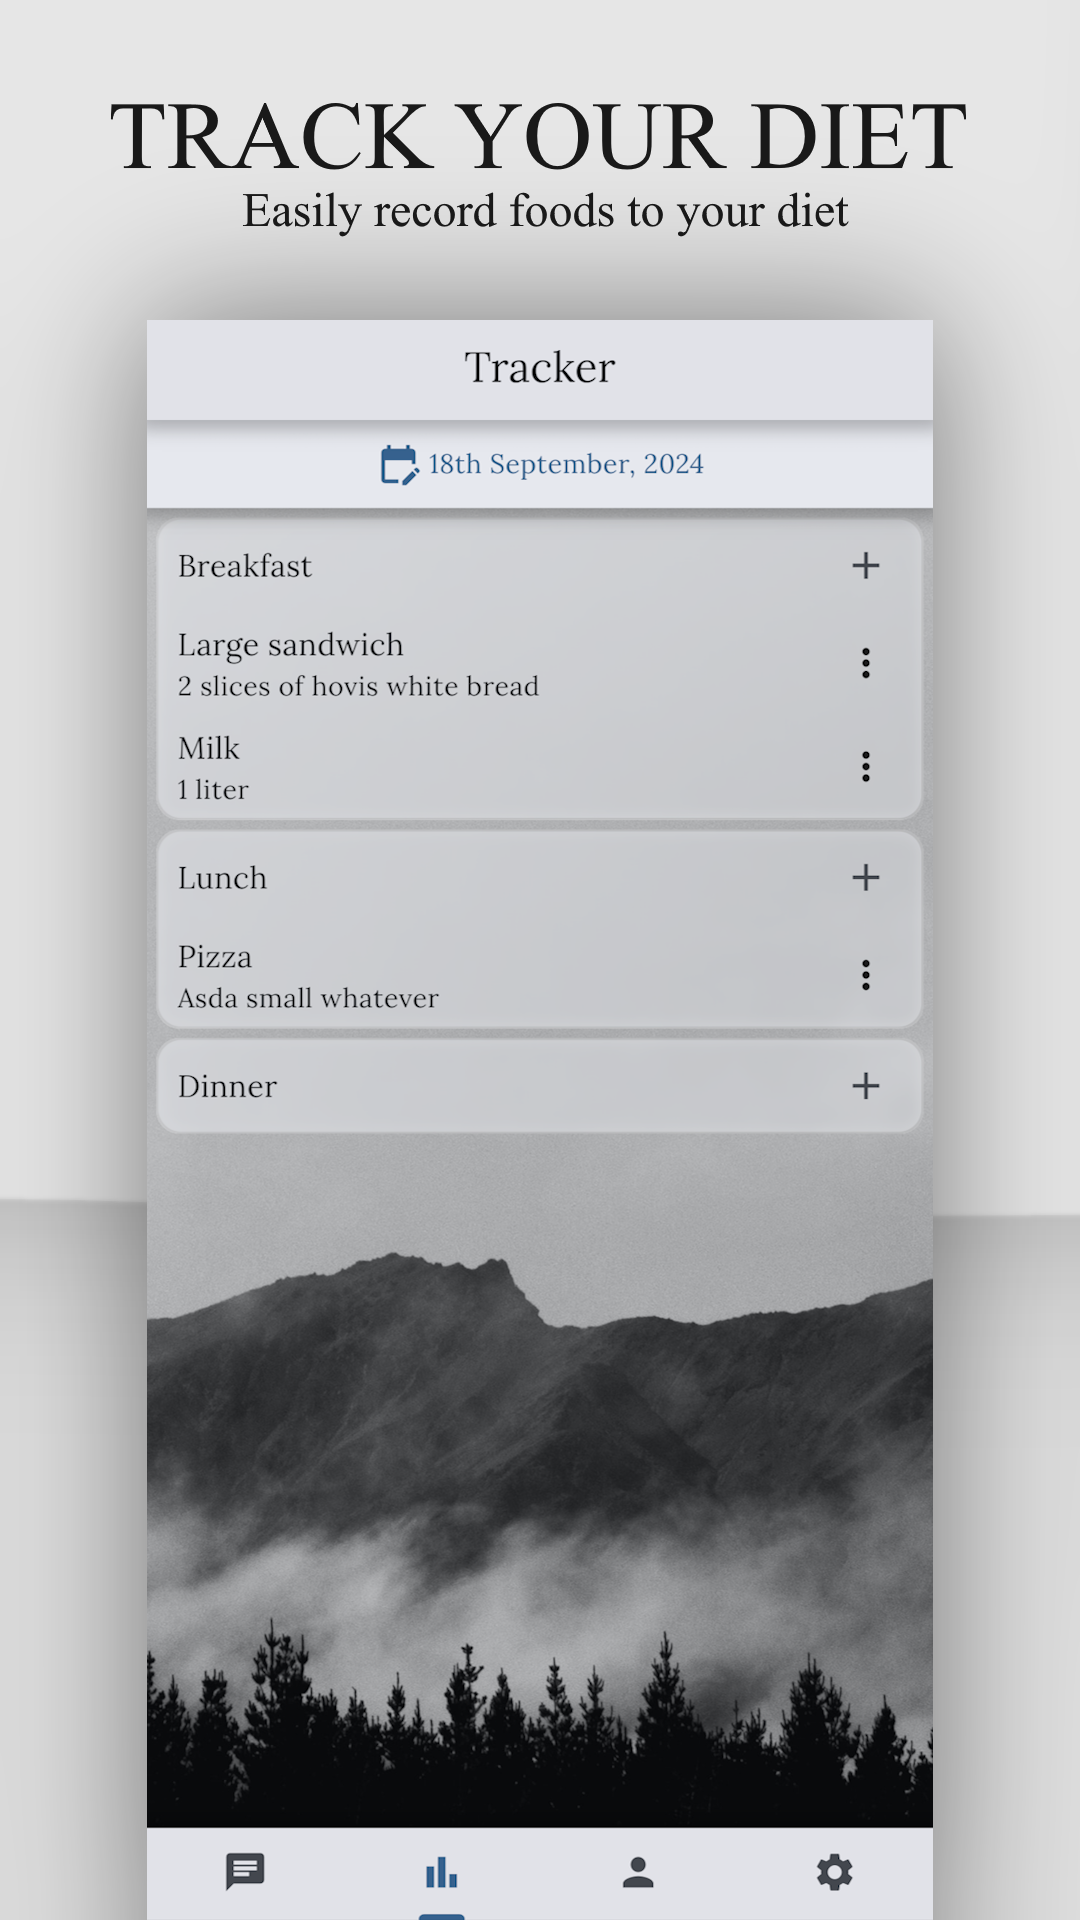 TRACK YOUR DIET
Easily record foods to your diet
Tracker
18th September, 2024
Breakfast
Large sandwich
2 slices of hovis white bread
Milk
1 liter
Lunch
Pizza
Asda small whatever
Dinner